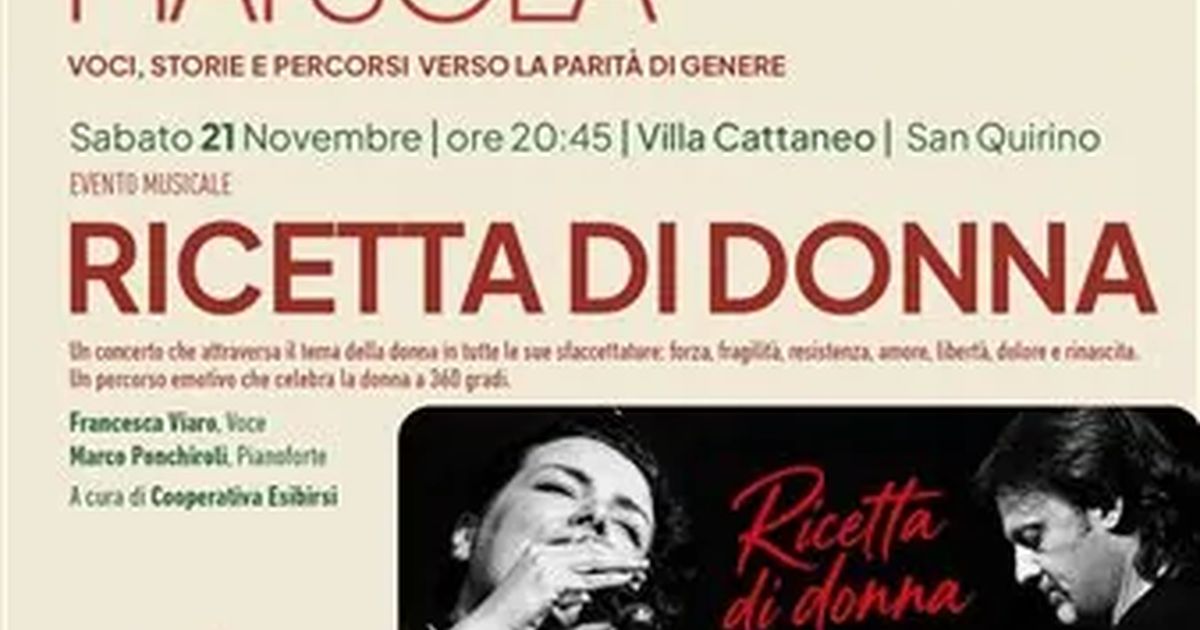 VOCI, STORIE E PERCORSI VERSO LA PARITÀ DI GENERE
Sabato 21 Novembre | ore 20:45 | Villa Cattaneo | San Quirino
EVENTO MUSICALE
RICETTA DI DONNA
Un concerto che attraversa il tema della donna in tutte le sue sfaccettature: forza, fragilità, resistenza, amore, libertà, dolore e rinascita.
Un percorso emotivo che celebra la donna a 360 gradi.
Francesca Viaro, Voce
Marco Ponchiroli, Pianoforte
A cura di Cooperativa Esibirsi
Ricetta
di donna